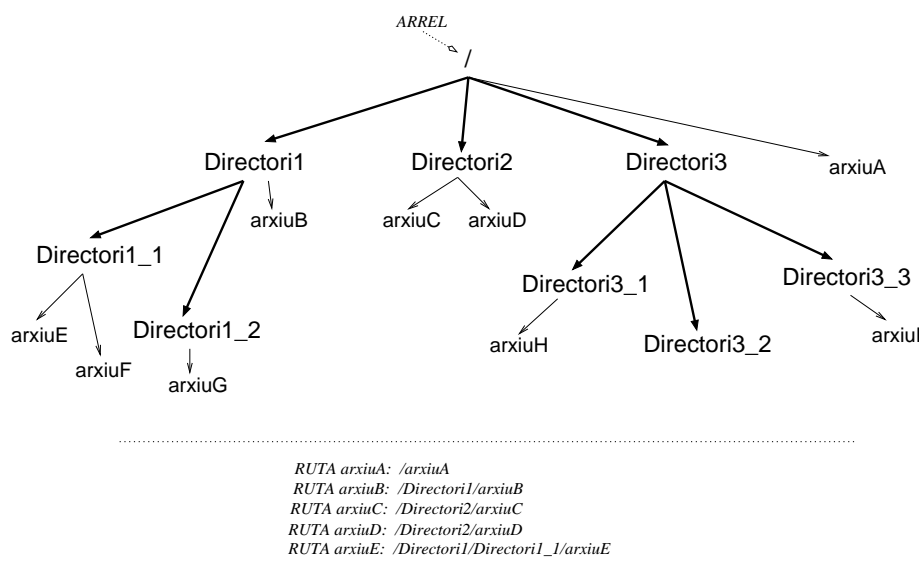 ARREL
/
Directori1 Directori2 Directori3 arxiuA
arxiuB arxiuC arxiuD
Directori1_1
Directori3_1 Directori3_3
arxiuE Directori1_2 arxiuH Directori3_2 arxiuI
arxiuF arxiuG
RUTA arxiuA: /arxiuA
RUTA arxiuB: /Directori1/arxiuB
RUTA arxiuC: /Directori2/arxiuC
RUTA arxiuD: /Directori2/arxiuD
RUTA arxiuE: /Directori1/Directori1_1/arxiuE